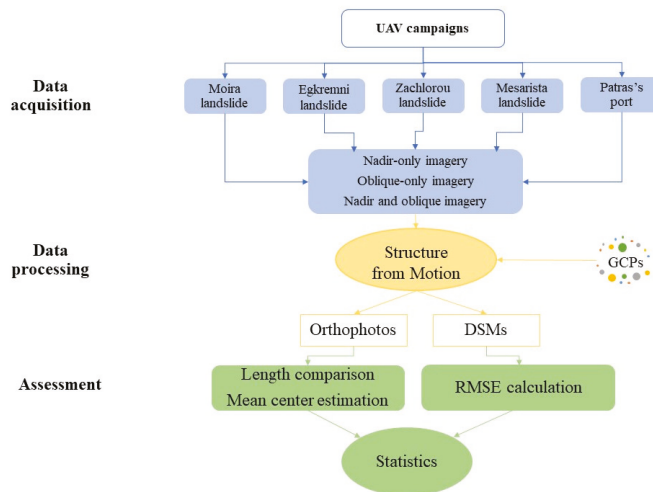 UAV campaigns
Data
acquisition
Moira
landslide
Egkremni
landslide
Zachlorou
landslide
Mesarista
landslide
Patras's
port
Nadir-only imagery
Oblique-only imagery
Nadir and oblique imagery
Data
processing
Structure
from Motion
GCPs
Orthophotos
DSMs
Assessment
Length comparison
Mean center estimation
RMSE calculation
Statistics